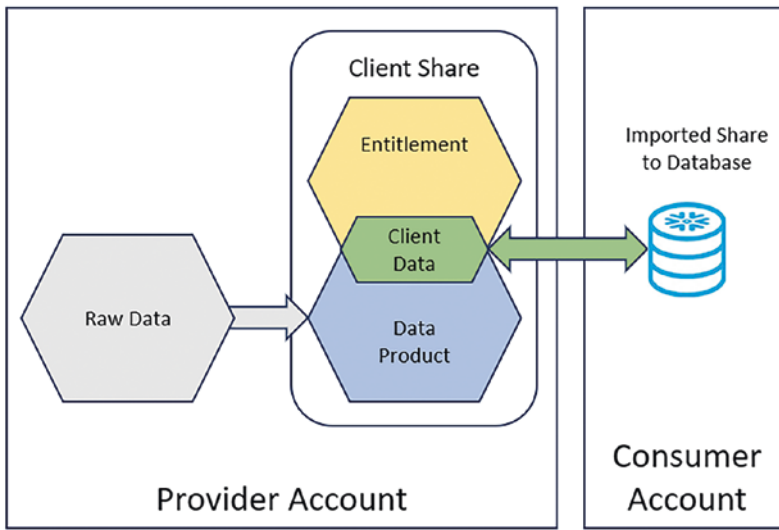 Client Share
Entitlement
Client
Data
Raw Data
Data
Product
Provider Account
Imported Share
to Database
Consumer
Account